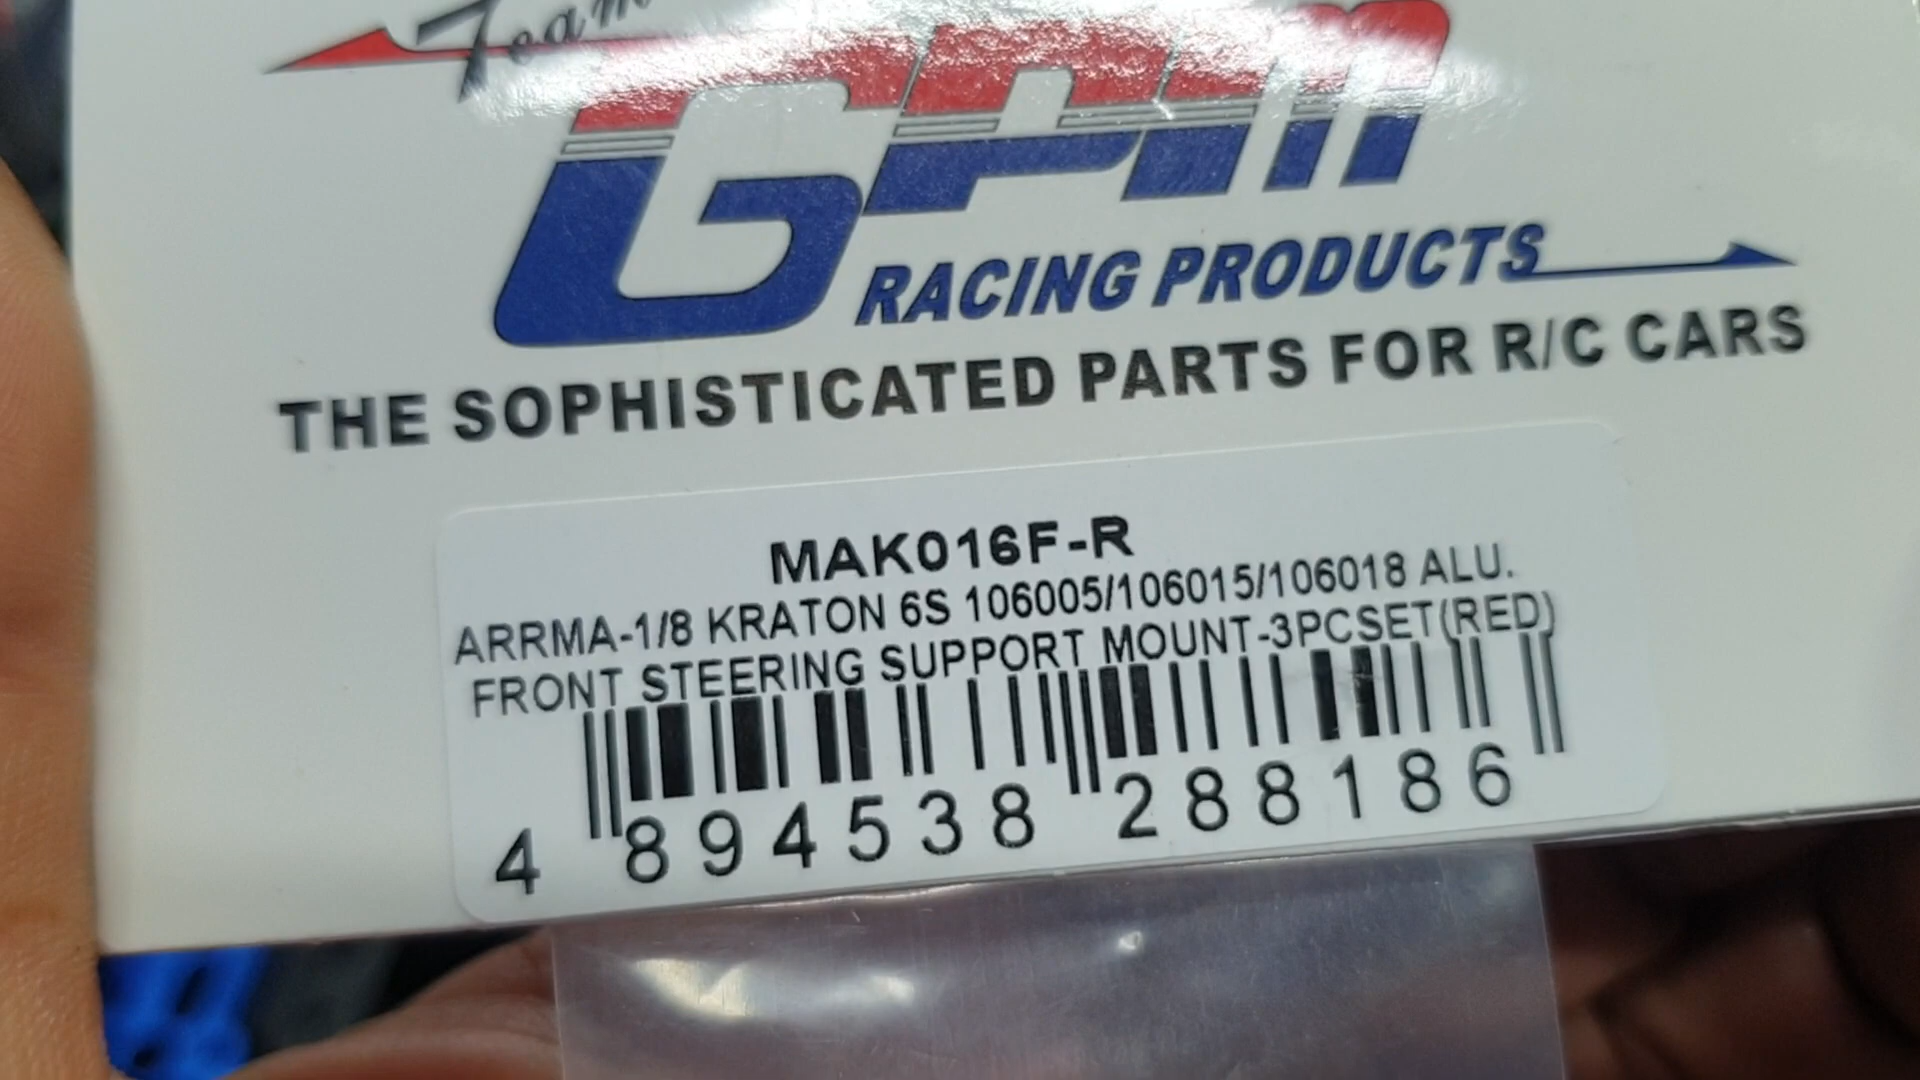 Team
GPM
RACING PRODUCTS
THE SOPHISTICATED PARTS FOR R/C CARS
MAK016F-R
ARRMA-1/8 KRATON 6S 106005/106015/106018 ALU.
FRONT STEERING SUPPORT MOUNT-3PCSET(RED)
4 894538 288186